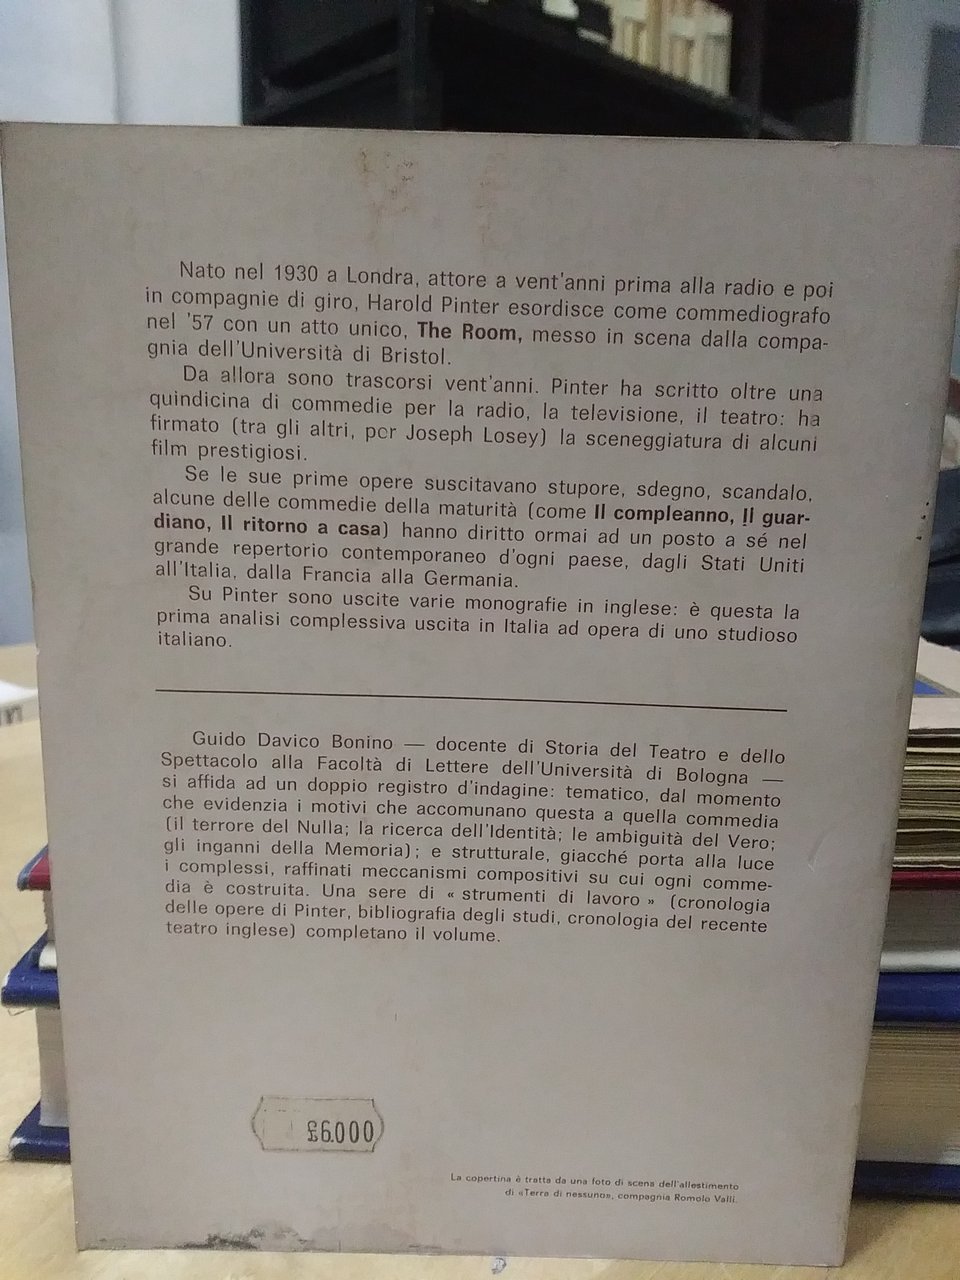 Nato nel 1930 a Londra, attore a vent'anni prima alla radio e poi
in compagnie di giro, Harold Pinter esordisce come commediografo
nel '57 con un atto unico, The Room, messo in scena dalla compa-
gnia dell'Università di Bristol.
Da allora sono trascorsi vent'anni. Pinter ha scritto oltre una
quindicina di commedie per la radio, la televisione, il teatro: ha
firmato (tra gli altri, per Joseph Losey) la sceneggiatura di alcuni
film prestigiosi.
Se le sue prime opere suscitavano stupore, sdegno, scandalo,
alcune delle commedie della maturità (come Il compleanno, Il guar-
diano, Il ritorno a casa) hanno diritto ormai ad un posto a sé nel
grande repertorio contemporaneo d'ogni paese, dagli Stati Uniti
all'Italia, dalla Francia alla Germania.
Su Pinter sono uscite varie monografie in inglese: è questa la
prima analisi complessiva uscita in Italia ad opera di uno studioso
italiano.
Guido Davico Bonino — docente di Storia del Teatro e dello
Spettacolo alla Facoltà di Lettere dell'Università di Bologna —
si affida ad un doppio registro d'indagine: tematico, dal momento
che evidenzia i motivi che accomunano questa a quella commedia
(il terrore del Nulla; la ricerca dell'Identità; le ambiguità del Vero;
gli inganni della Memoria); e strutturale, giacché porta alla luce
i complessi, raffinati meccanismi compositivi su cui ogni comme-
dia è costruita. Una sere di « strumenti di lavoro » (cronologia
delle opere di Pinter, bibliografia degli studi, cronologia del recente
teatro inglese) completano il volume.
£6.000
La copertina è tratta da una foto di scena dell'allestimento
di «Terra di nessuno», compagnia Romolo Valli.